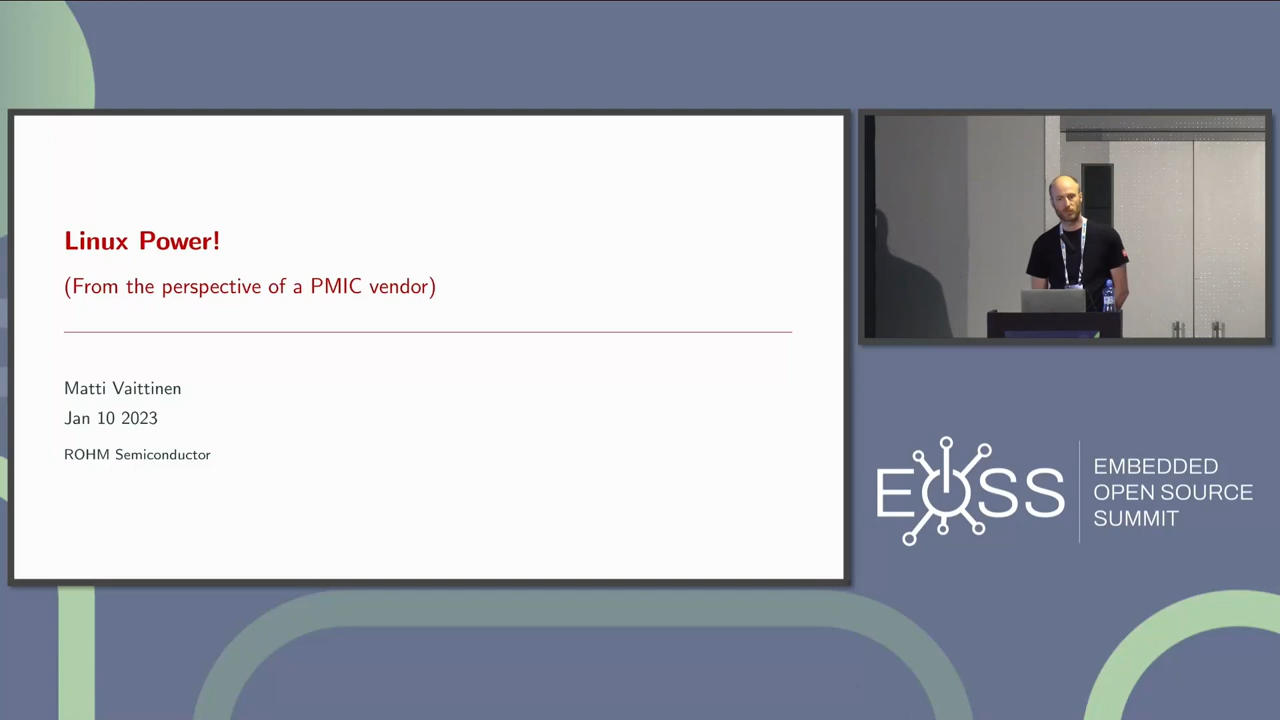 Linux Power!
(From the perspective of a PMIC vendor)
Matti Vaittinen
Jan 10 2023
ROHM Semiconductor
EOSS
EMBEDDED
OPEN SOURCE
SUMMIT